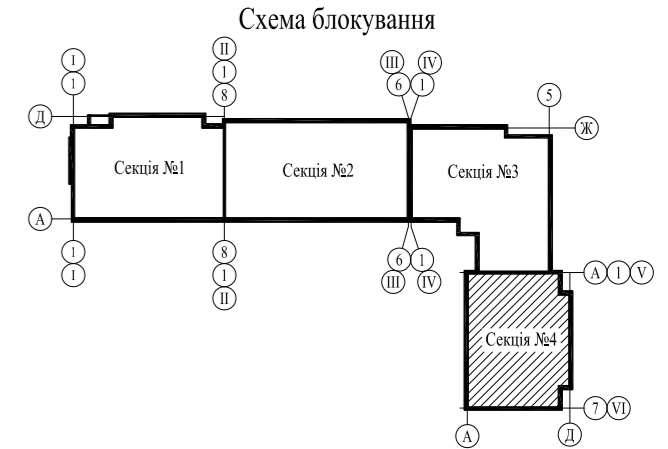 Схема блокування
I
II
III
IV
1
1
6
1
5
8
Д
Ж
Секція №1
Секція №2
Секція №3
А
1
8
6
1
I
1
III
IV
II
А
1
V
Секція №4
7
VI
А
Д